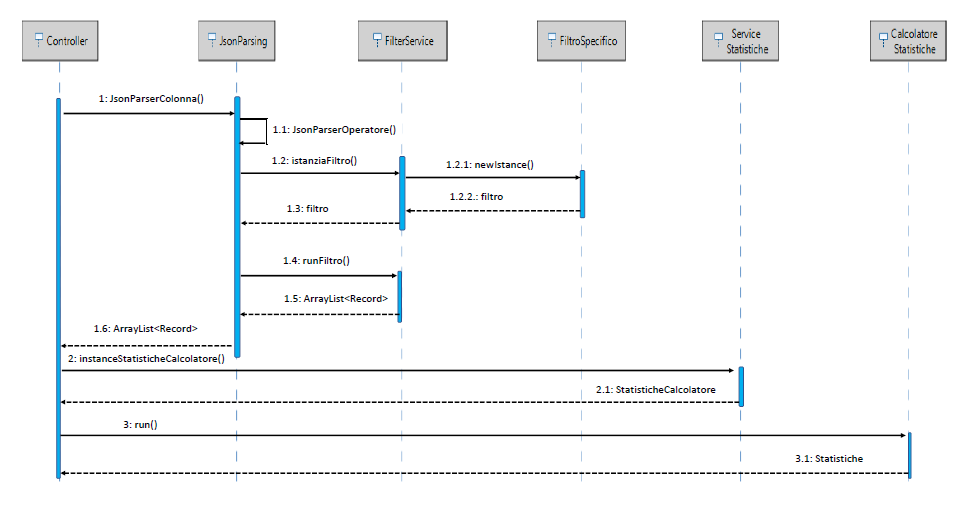 Controller
JsonParsing
FilterService
FiltroSpecifico
Service
Statistiche
Calcolatore
Statistiche
1: JsonParserColonna()
1.1: JsonParserOperatore()
1.2: istanziaFiltro()
1.2.1: newIstance()
1.2.2.: filtro
1.3: filtro
1.4: runFiltro()
1.5: ArrayList<Record>
1.6: ArrayList<Record>
2: instanceStatisticheCalcolatore()
2.1: StatisticheCalcolatore
3: run()
3.1: Statistiche